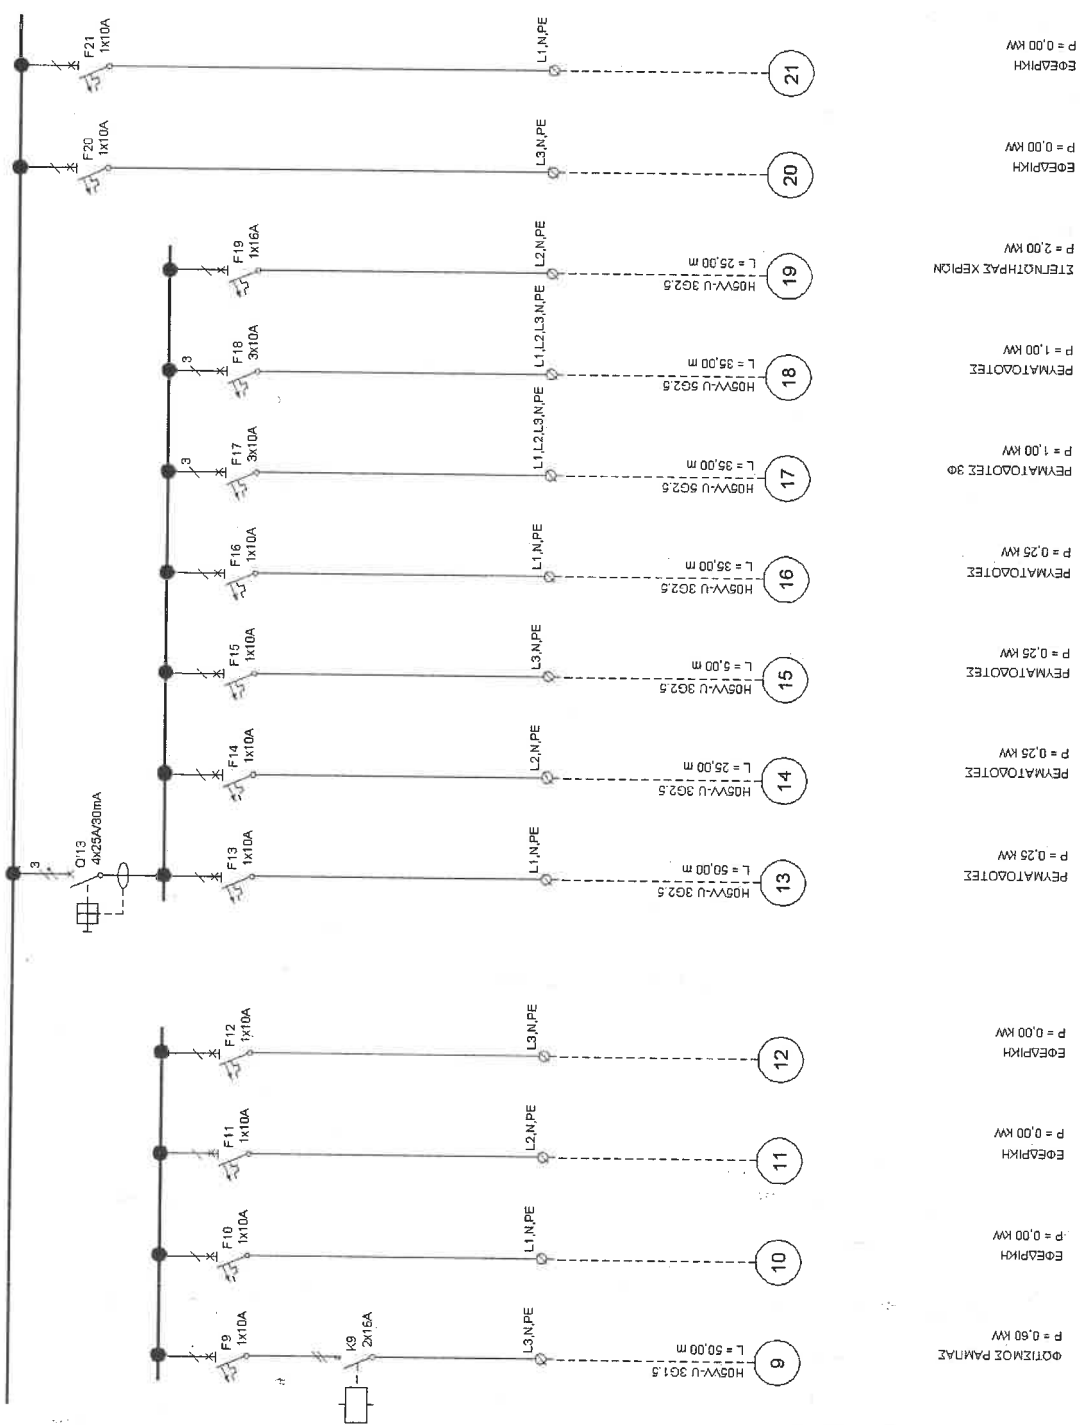 F9
1x10A
K9
2x16A
L3,N,PE
H05VV-U 3G1.5
L = 50,00 m
9
ΦΩΤΙΣΜΟΣ ΡΑΜΠΑΣ
P = 0,60 KW
F10
1x10A
L1,N,PE
10
ΕΦΕΔΡΙΚΗ
P = 0,00 KW
F11
1x10A
L2,N,PE
11
ΕΦΕΔΡΙΚΗ
P = 0,00 KW
F12
1x10A
L3,N,PE
12
ΕΦΕΔΡΙΚΗ
P = 0,00 KW
3
Q'13
4x25A/30mA
F13
1x10A
L1,N,PE
H05VV-U 3G2.5
L = 50,00 m
13
ΡΕΥΜΑΤΟΔΟΤΕΣ
P = 0,25 KW
F14
1x10A
L2,N,PE
H05VV-U 3G2.5
L = 25,00 m
14
ΡΕΥΜΑΤΟΔΟΤΕΣ
P = 0,25 KW
F15
1x10A
L3,N,PE
H05VV-U 3G2.5
L = 5,00 m
15
ΡΕΥΜΑΤΟΔΟΤΕΣ
P = 0,25 KW
F16
1x10A
L1,N,PE
H05VV-U 3G2.5
L = 35,00 m
16
ΡΕΥΜΑΤΟΔΟΤΕΣ
P = 0,25 KW
3
F17
3x10A
L1,L2,L3,N,PE
H05VV-U 5G2.5
L = 35,00 m
17
ΡΕΥΜΑΤΟΔΟΤΕΣ 3Φ
P = 1,00 KW
3
F18
3x10A
L1,L2,L3,N,PE
H05VV-U 5G2.5
L = 35,00 m
18
ΡΕΥΜΑΤΟΔΟΤΕΣ
P = 1,00 KW
F19
1x16A
L2,N,PE
H05VV-U 3G2.5
L = 25,00 m
19
ΣΤΕΓΝΩΤΗΡΑΣ ΧΕΡΙΩΝ
P = 2,00 KW
F20
1x10A
L3,N,PE
20
ΕΦΕΔΡΙΚΗ
P = 0,00 KW
F21
1x10A
L1,N,PE
21
ΕΦΕΔΡΙΚΗ
P = 0,00 KW